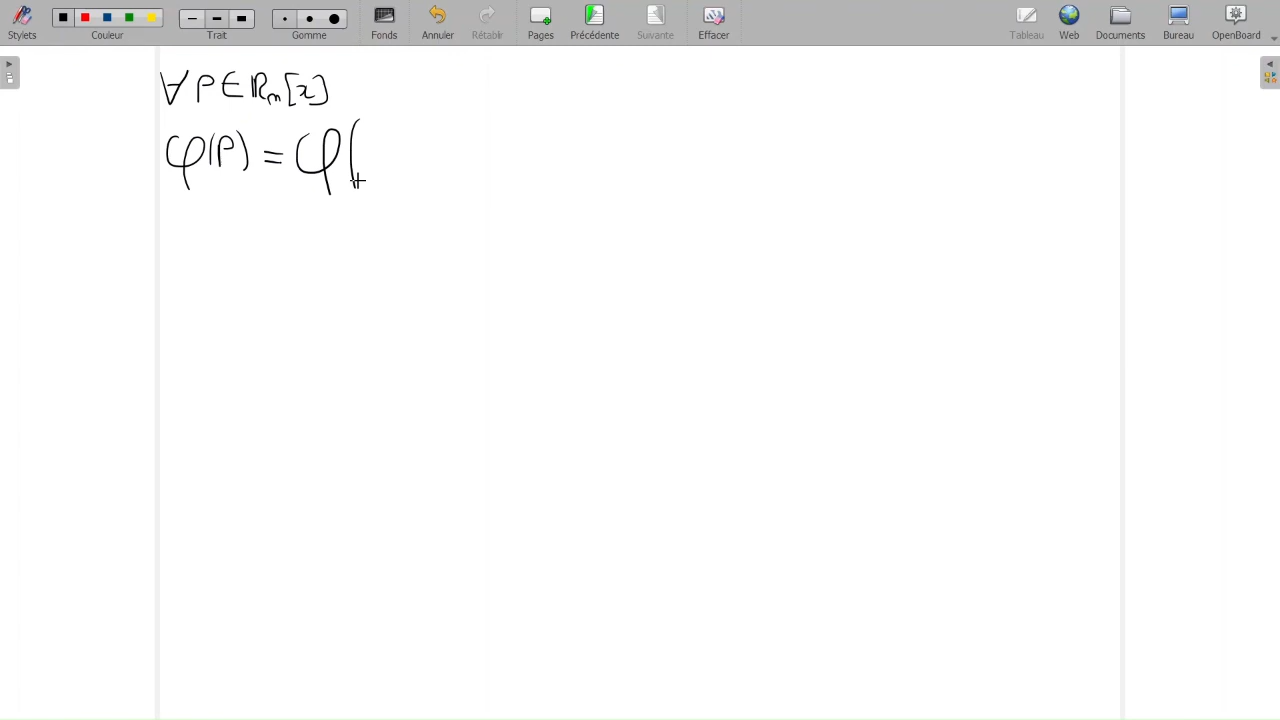 Stylets Couleur Trait Gomme Fonds Annuler Rétablir Pages Précédente Suivante Effacer Tableau Web Documents Bureau OpenBoard
∀P∈ℝₙ[x]
φ(P) = φ(